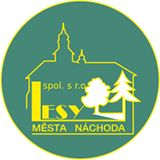 spol. s r.o.
LESY
MĚSTA NÁCHODA